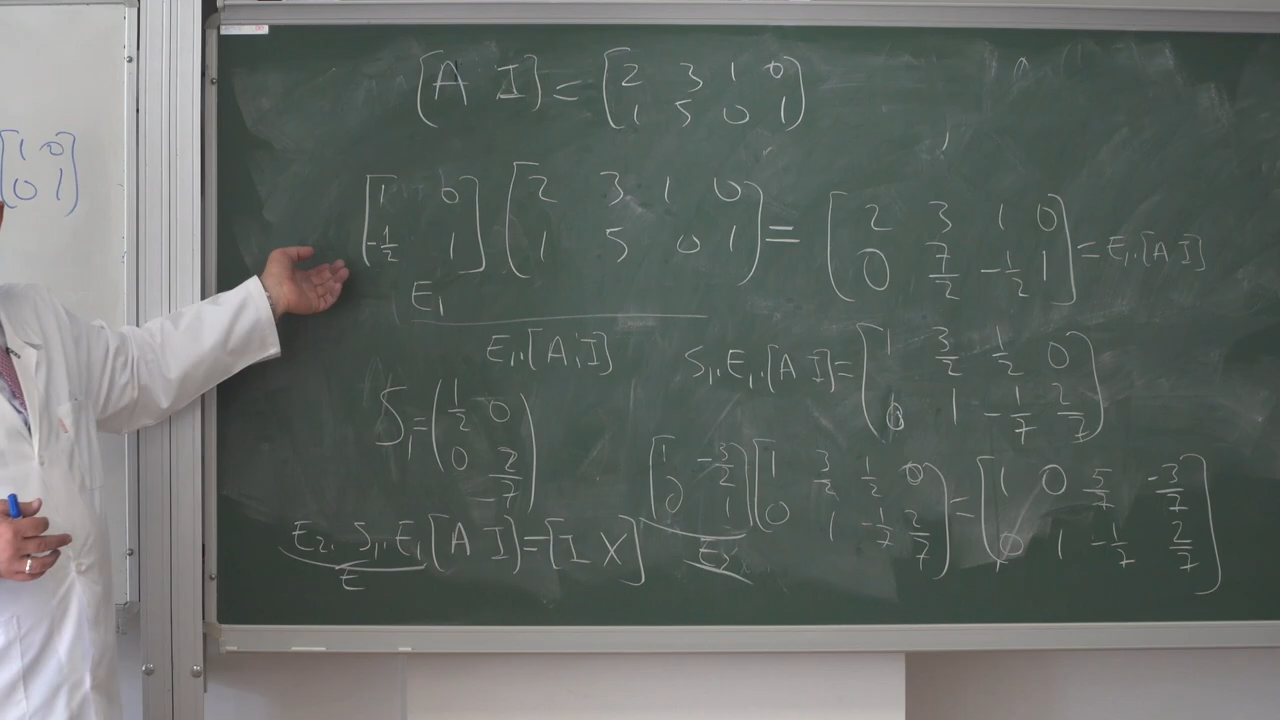 [1 0
0 1]
[A I] = [2 3 1 0
1 5 0 1]
[1 0
-1/2 1] [2 3 1 0
1 5 0 1] = [2 3 1 0
0 7/2 -1/2 1] = E₁.[A I]
E₁
E₁.[A I]
S₁.E₁.[A I] = [1 3/2 1/2 0
0 1 -1/7 2/7]
S₁ = (1/2 0
0 2/7)
[1 -3/2
0 1] [1 3/2 1/2 0
0 1 -1/7 2/7] = [1 0 5/7 -3/7
0 1 -1/7 2/7]
E₂
E₂. S₁. E₁ [A I] = [I X]
E